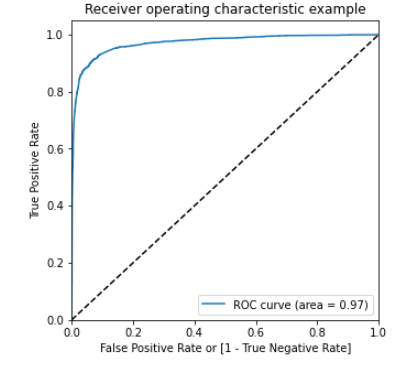 Receiver operating characteristic example
1.0
0.8
0.6
0.4
0.2
0.0
True Positive Rate
ROC curve (area = 0.97)
0.0 0.2 0.4 0.6 0.8 1.0
False Positive Rate or [1 - True Negative Rate]